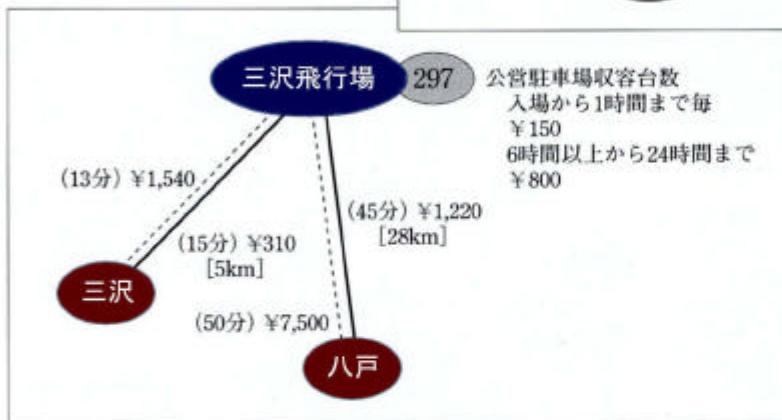 三沢飛行場
297
公営駐車場収容台数
入場から1時間まで毎
￥150
6時間以上から24時間まで
￥800
(13分) ¥1,540
(15分) ¥310
[5km]
(45分) ¥1,220
[28km]
三沢
(50分) ¥7,500
八戸